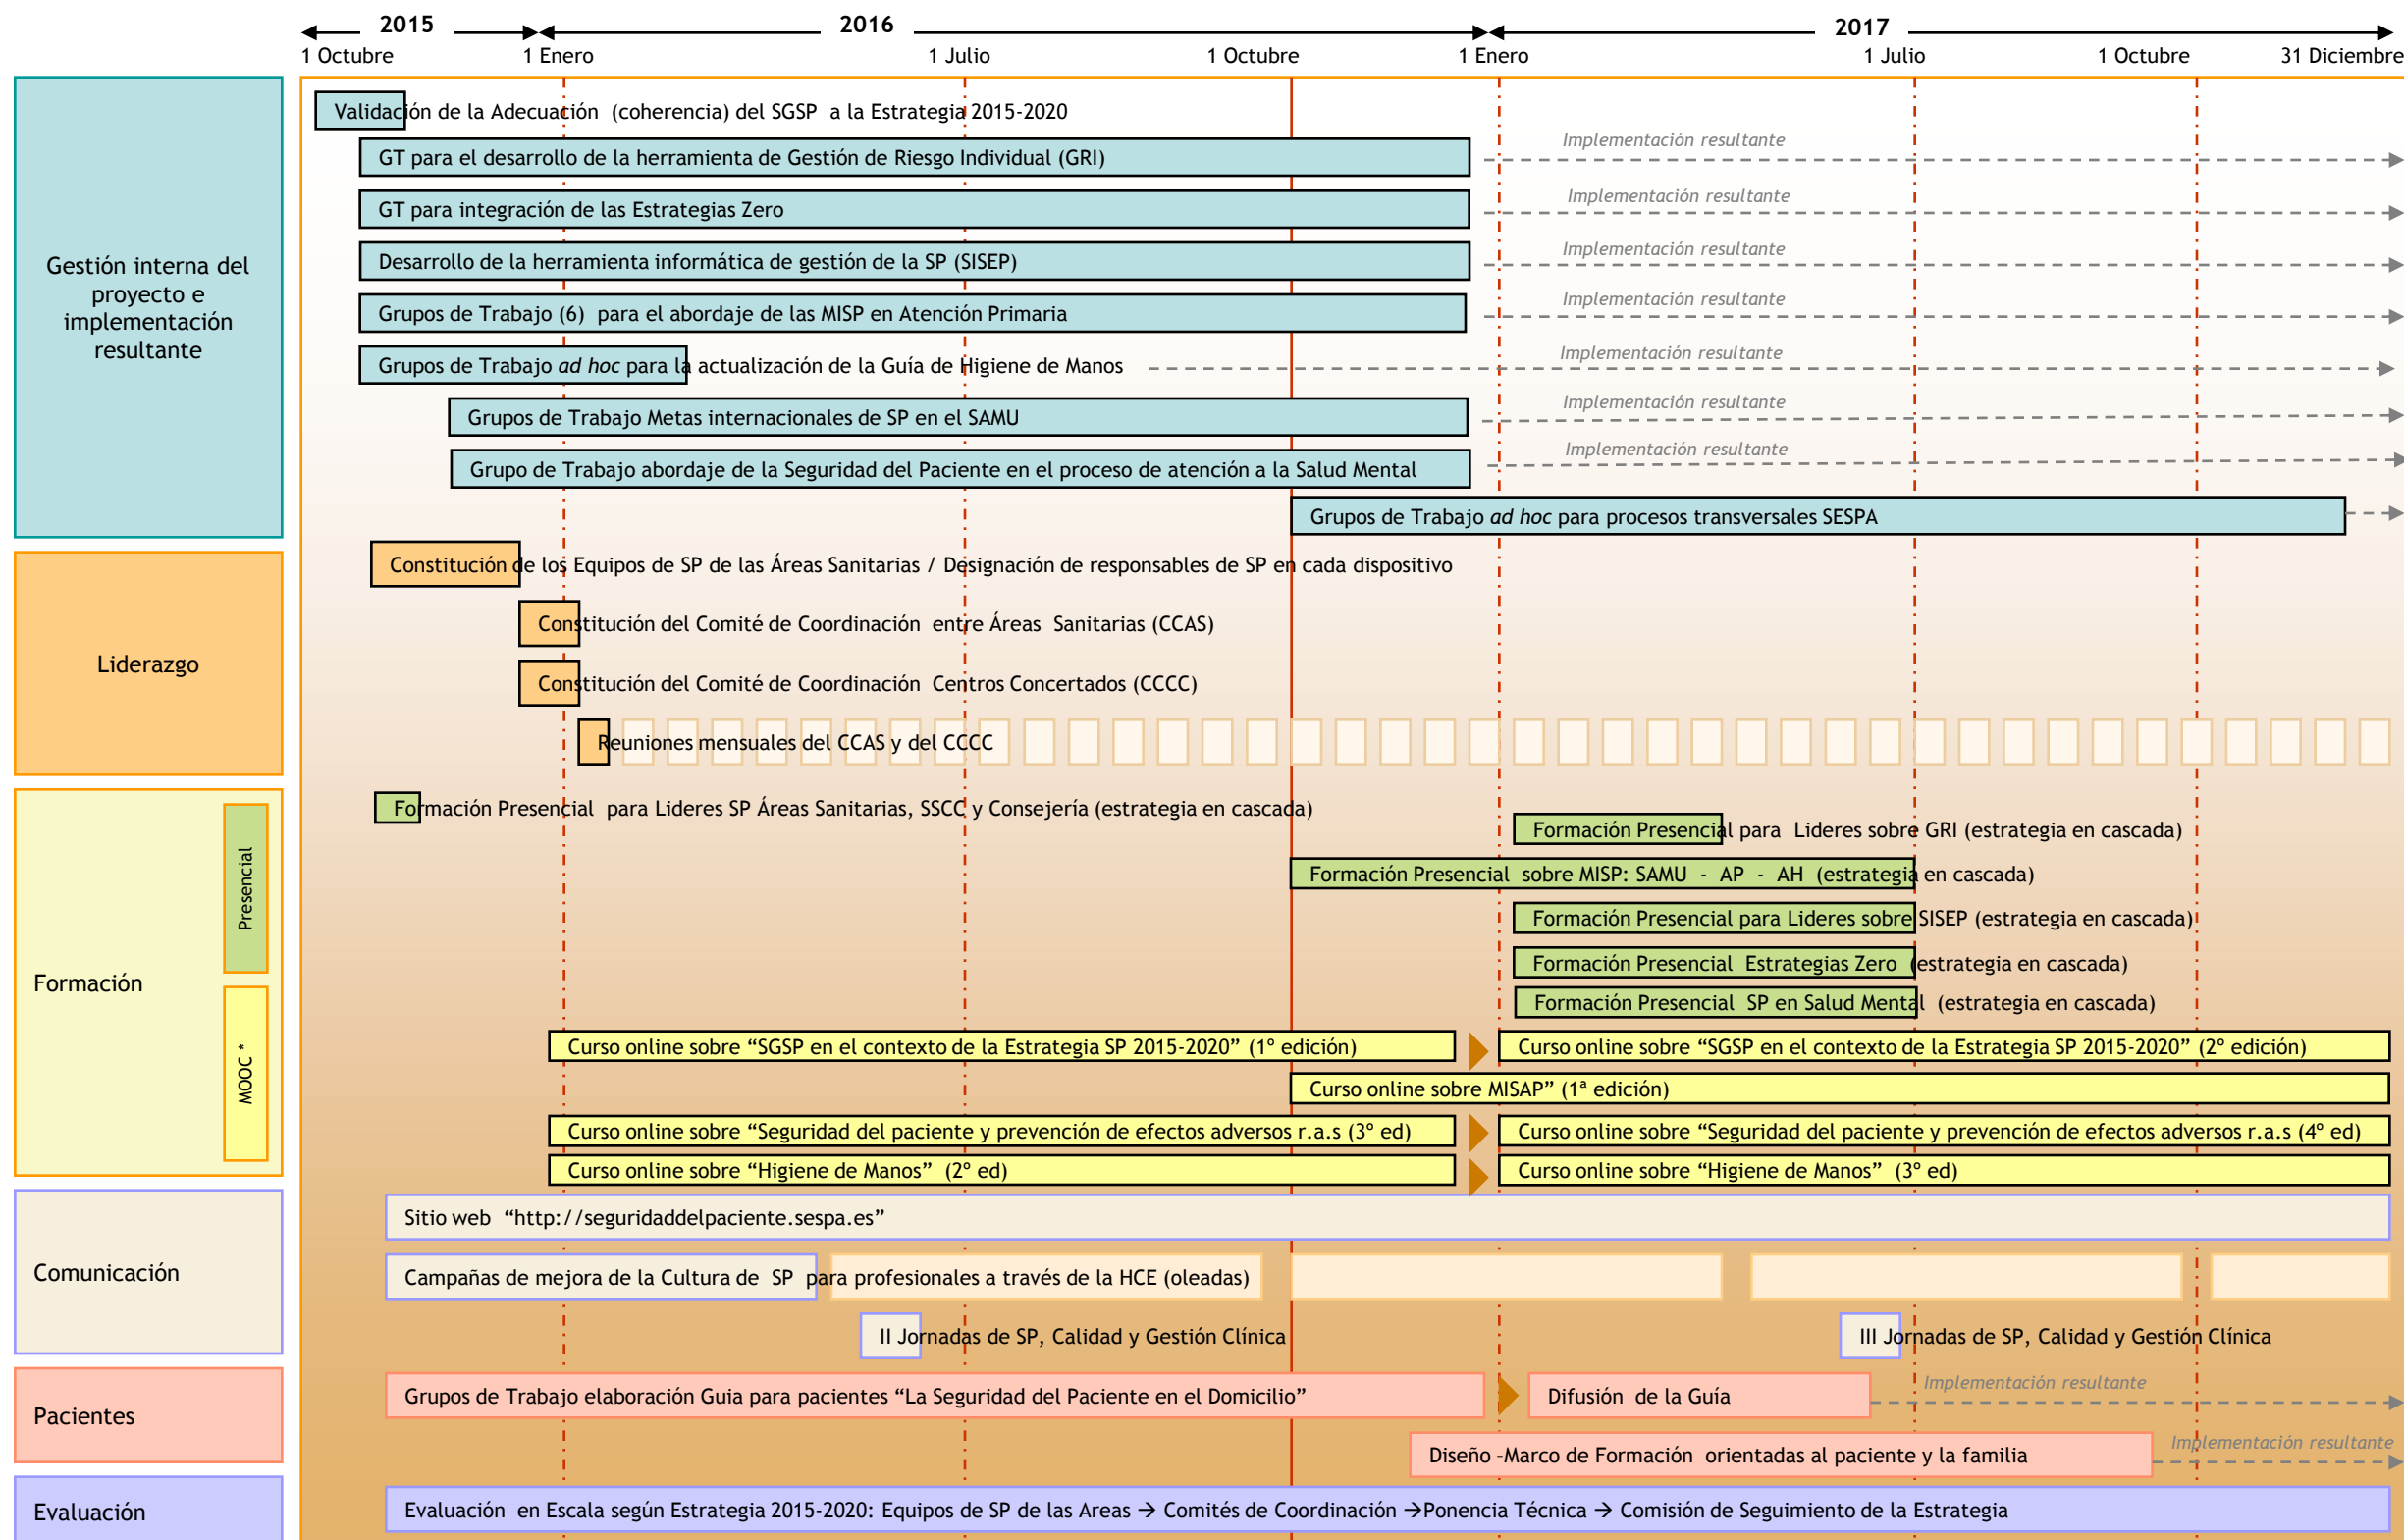 2015
2016
2017
1 Octubre
1 Enero
1 Julio
1 Octubre
1 Enero
1 Julio
1 Octubre
31 Diciembre
Gestión interna del
proyecto e
implementación
resultante
Validación de la Adecuación (coherencia) del SGSP a la Estrategia 2015-2020
GT para el desarrollo de la herramienta de Gestión de Riesgo Individual (GRI)
Implementación resultante
GT para integración de las Estrategias Zero
Implementación resultante
Desarrollo de la herramienta informática de gestión de la SP (SISEP)
Implementación resultante
Grupos de Trabajo (6) para el abordaje de las MISP en Atención Primaria
Implementación resultante
Grupos de Trabajo ad hoc para la actualización de la Guía de Higiene de Manos
Implementación resultante
Grupos de Trabajo Metas internacionales de SP en el SAMU
Implementación resultante
Grupo de Trabajo abordaje de la Seguridad del Paciente en el proceso de atención a la Salud Mental
Implementación resultante
Grupos de Trabajo ad hoc para procesos transversales SESPA
Liderazgo
Constitución de los Equipos de SP de las Áreas Sanitarias / Designación de responsables de SP en cada dispositivo
Constitución del Comité de Coordinación entre Áreas Sanitarias (CCAS)
Constitución del Comité de Coordinación Centros Concertados (CCCC)
Reuniones mensuales del CCAS y del CCCC
Formación
Presencial
Formación Presencial para Lideres SP Áreas Sanitarias, SSCC y Consejería (estrategia en cascada)
Formación Presencial para Lideres sobre GRI (estrategia en cascada)
Formación Presencial sobre MISP: SAMU - AP - AH (estrategia en cascada)
Formación Presencial para Lideres sobre SISEP (estrategia en cascada)
Formación Presencial Estrategias Zero (estrategia en cascada)
Formación Presencial SP en Salud Mental (estrategia en cascada)
MOOC *
Curso online sobre “SGSP en el contexto de la Estrategia SP 2015-2020” (1º edición)
Curso online sobre “SGSP en el contexto de la Estrategia SP 2015-2020” (2º edición)
Curso online sobre MISAP” (1ª edición)
Curso online sobre “Seguridad del paciente y prevención de efectos adversos r.a.s (3º ed)
Curso online sobre “Seguridad del paciente y prevención de efectos adversos r.a.s (4º ed)
Curso online sobre “Higiene de Manos” (2º ed)
Curso online sobre “Higiene de Manos” (3º ed)
Comunicación
Sitio web “http://seguridaddelpaciente.sespa.es”
Campañas de mejora de la Cultura de SP para profesionales a través de la HCE (oleadas)
II Jornadas de SP, Calidad y Gestión Clínica
III Jornadas de SP, Calidad y Gestión Clínica
Pacientes
Grupos de Trabajo elaboración Guia para pacientes “La Seguridad del Paciente en el Domicilio”
Difusión de la Guía
Implementación resultante
Diseño –Marco de Formación orientadas al paciente y la familia
Implementación resultante
Evaluación
Evaluación en Escala según Estrategia 2015-2020: Equipos de SP de las Areas → Comités de Coordinación →Ponencia Técnica → Comisión de Seguimiento de la Estrategia